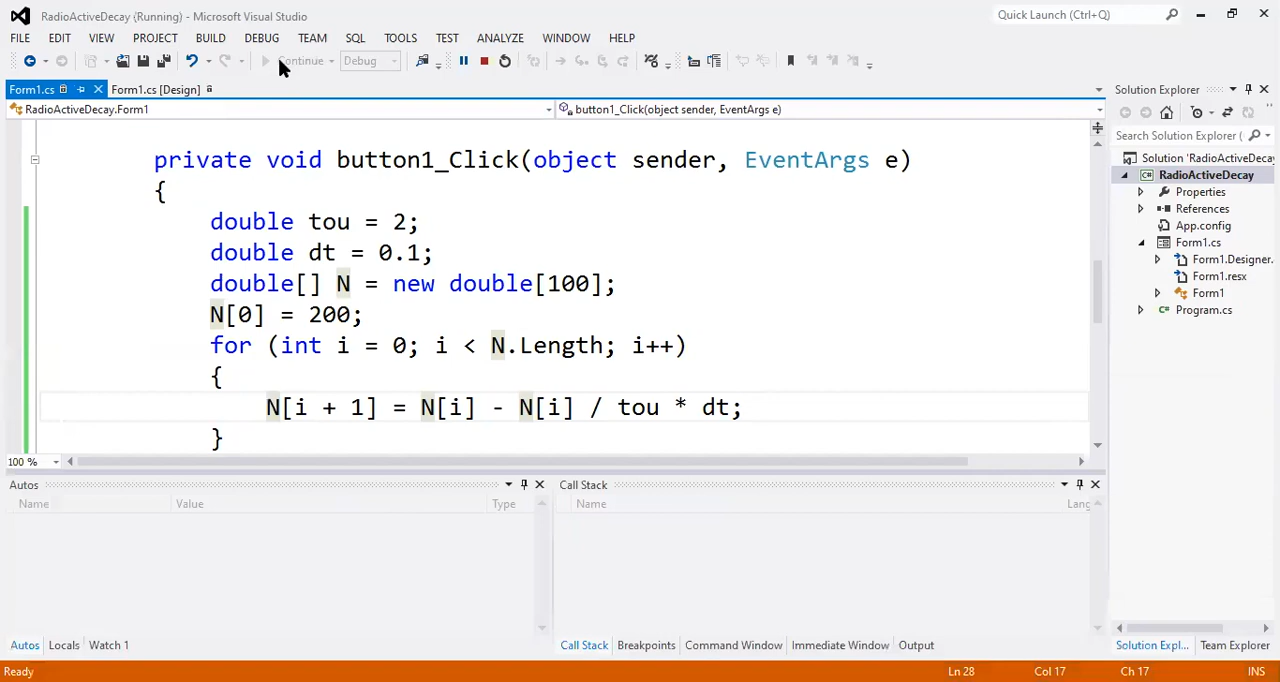 RadioActiveDecay (Running) - Microsoft Visual Studio
Quick Launch (Ctrl+Q)
FILE EDIT VIEW PROJECT BUILD DEBUG TEAM SQL TOOLS TEST ANALYZE WINDOW HELP
Continue Debug
Form1.cs Form1.cs [Design]
RadioActiveDecay.Form1 button1_Click(object sender, EventArgs e)
private void button1_Click(object sender, EventArgs e)
{
double tou = 2;
double dt = 0.1;
double[] N = new double[100];
N[0] = 200;
for (int i = 0; i < N.Length; i++)
{
N[i + 1] = N[i] - N[i] / tou * dt;
}
100 %
Solution Explorer
Search Solution Explorer (
Solution 'RadioActiveDecay
RadioActiveDecay
Properties
References
App.config
Form1.cs
Form1.Designer.
Form1.resx
Form1
Program.cs
Autos
Name Value Type
Call Stack
Name Lang
Autos Locals Watch 1
Call Stack Breakpoints Command Window Immediate Window Output
Solution Expl... Team Explorer
Ready Ln 28 Col 17 Ch 17 INS